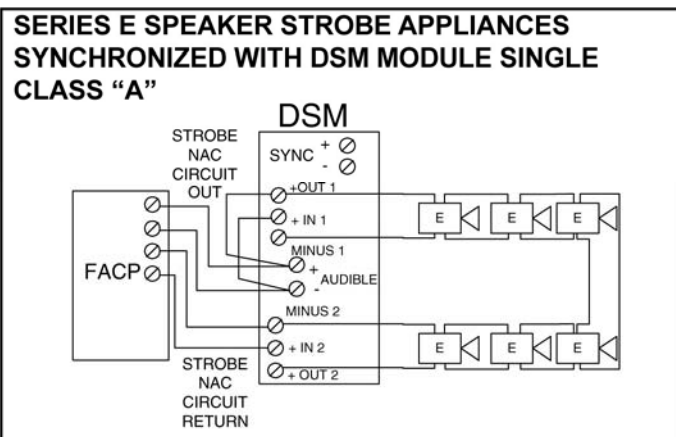 SERIES E SPEAKER STROBE APPLIANCES
SYNCHRONIZED WITH DSM MODULE SINGLE
CLASS “A”
DSM
STROBE
NAC
CIRCUIT
OUT
SYNC + -
+OUT 1
+ IN 1
MINUS 1
+
AUDIBLE
-
MINUS 2
+ IN 2
+ OUT 2
FACP
STROBE
NAC
CIRCUIT
RETURN
E E E
E E E